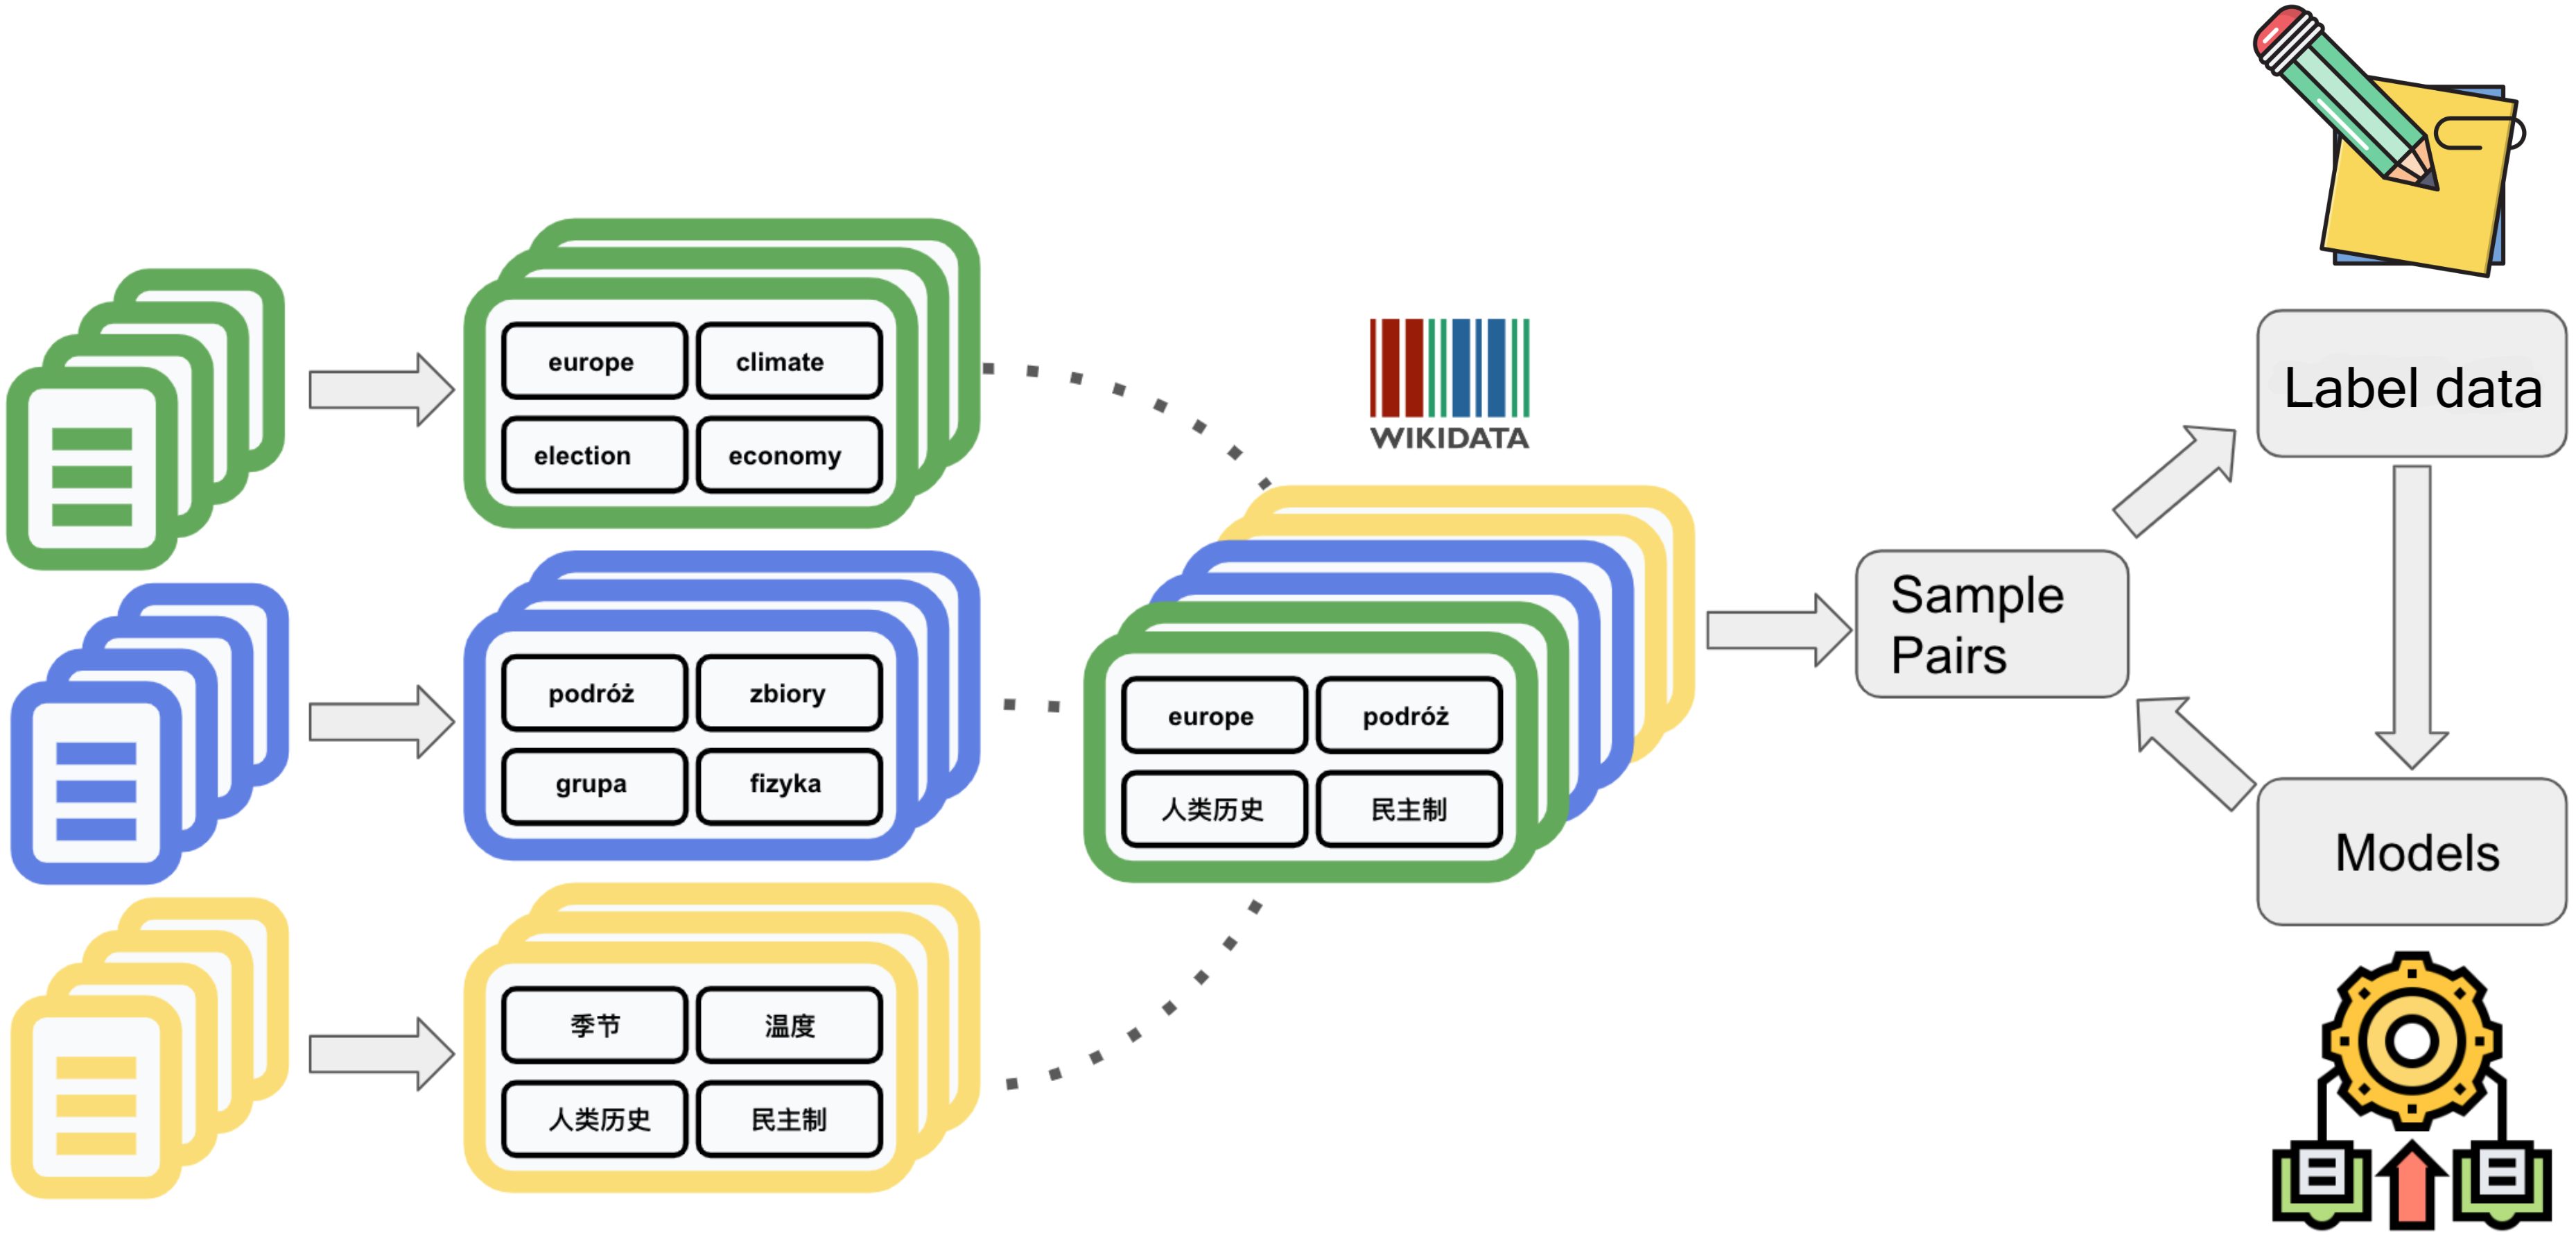 europe
climate
election
economy
podróż
zbiory
grupa
fizyka
季节
温度
人类历史
民主制
WIKIDATA
europe
podróż
人类历史
民主制
Sample
Pairs
Label data
Models